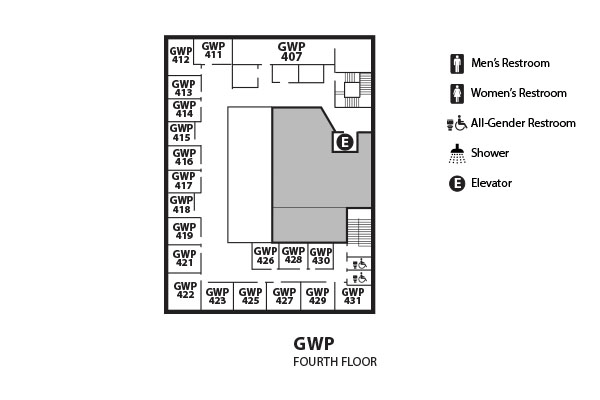 GWP
412
GWP
411
GWP
407
GWP
413
GWP
414
GWP
415
GWP
416
GWP
417
GWP
418
GWP
419
GWP
421
GWP
422
GWP
423
GWP
425
GWP
427
GWP
429
GWP
431
GWP
426
GWP
428
GWP
430
E
Men's Restroom
Women's Restroom
All-Gender Restroom
Shower
E Elevator
GWP
FOURTH FLOOR